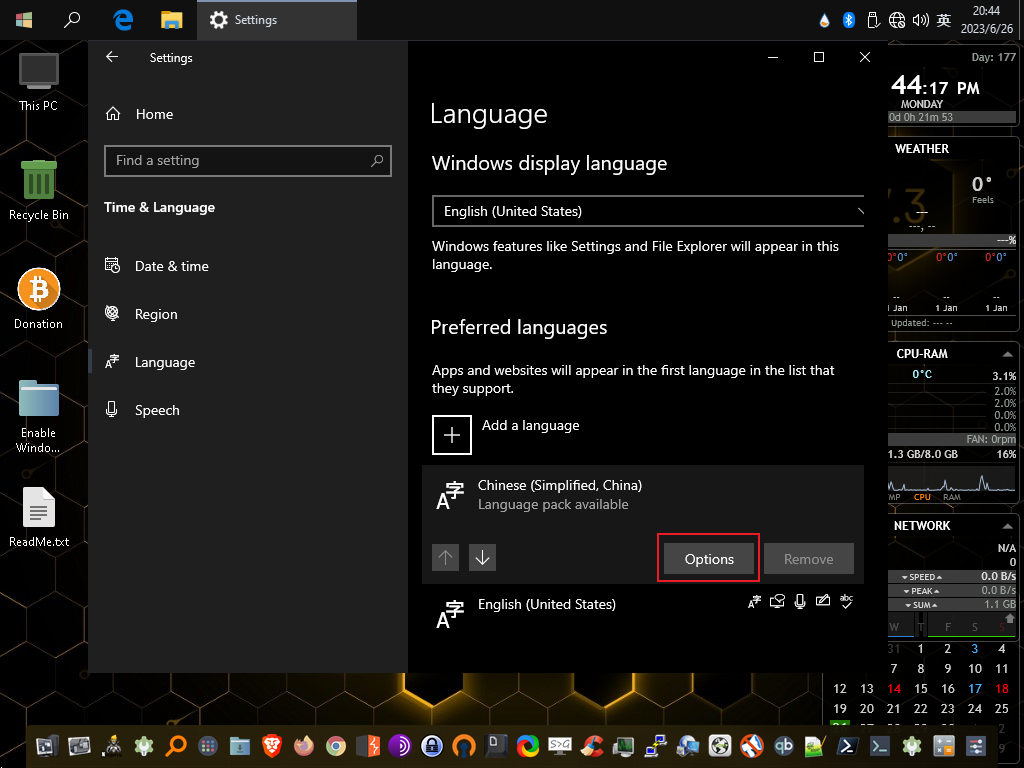 Settings
英
20:44
2023/6/26
This PC
Recycle Bin
Donation
Enable
Windo...
ReadMe.txt
Settings
Home
Find a setting
Time & Language
Date & time
Region
Language
Speech
Language
Windows display language
English (United States)
Windows features like Settings and File Explorer will appear in this
language.
Preferred languages
Apps and websites will appear in the first language in the list that
they support.
Add a language
Chinese (Simplified, China)
Language pack available
Options
Remove
English (United States)
Day: 177
44:17 PM
MONDAY
0d 0h 21m 53
WEATHER
0°
Feels
---
---, --
---%
0°0° 0°0° 0°0°
-- -- --
1 Jan 1 Jan 1 Jan
Updated: --- --
CPU-RAM
0°C 3.1%
2.0%
2.0%
0.0%
0.0%
FAN: 0rpm
1.3 GB/8.0 GB 16%
CPU RAM
NETWORK
N/A
0
SPEED 0.0 B/s
PEAK 0.0 B/s
SUM 1.1 GB
W T F S S
31 1 2 3 4
7 8 9 10 11
12 13 14 15 16 17 18
19 20 21 22 23 24 25